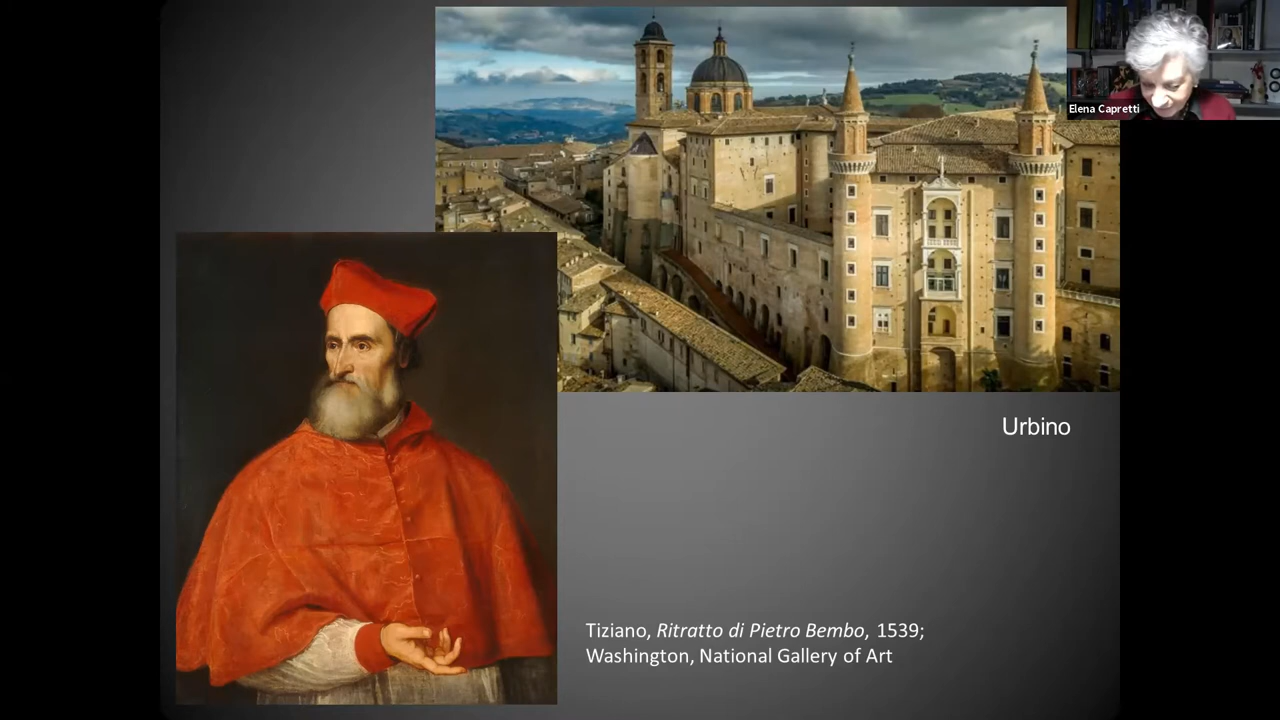 Elena Capretti
Urbino
Tiziano, Ritratto di Pietro Bembo, 1539;
Washington, National Gallery of Art